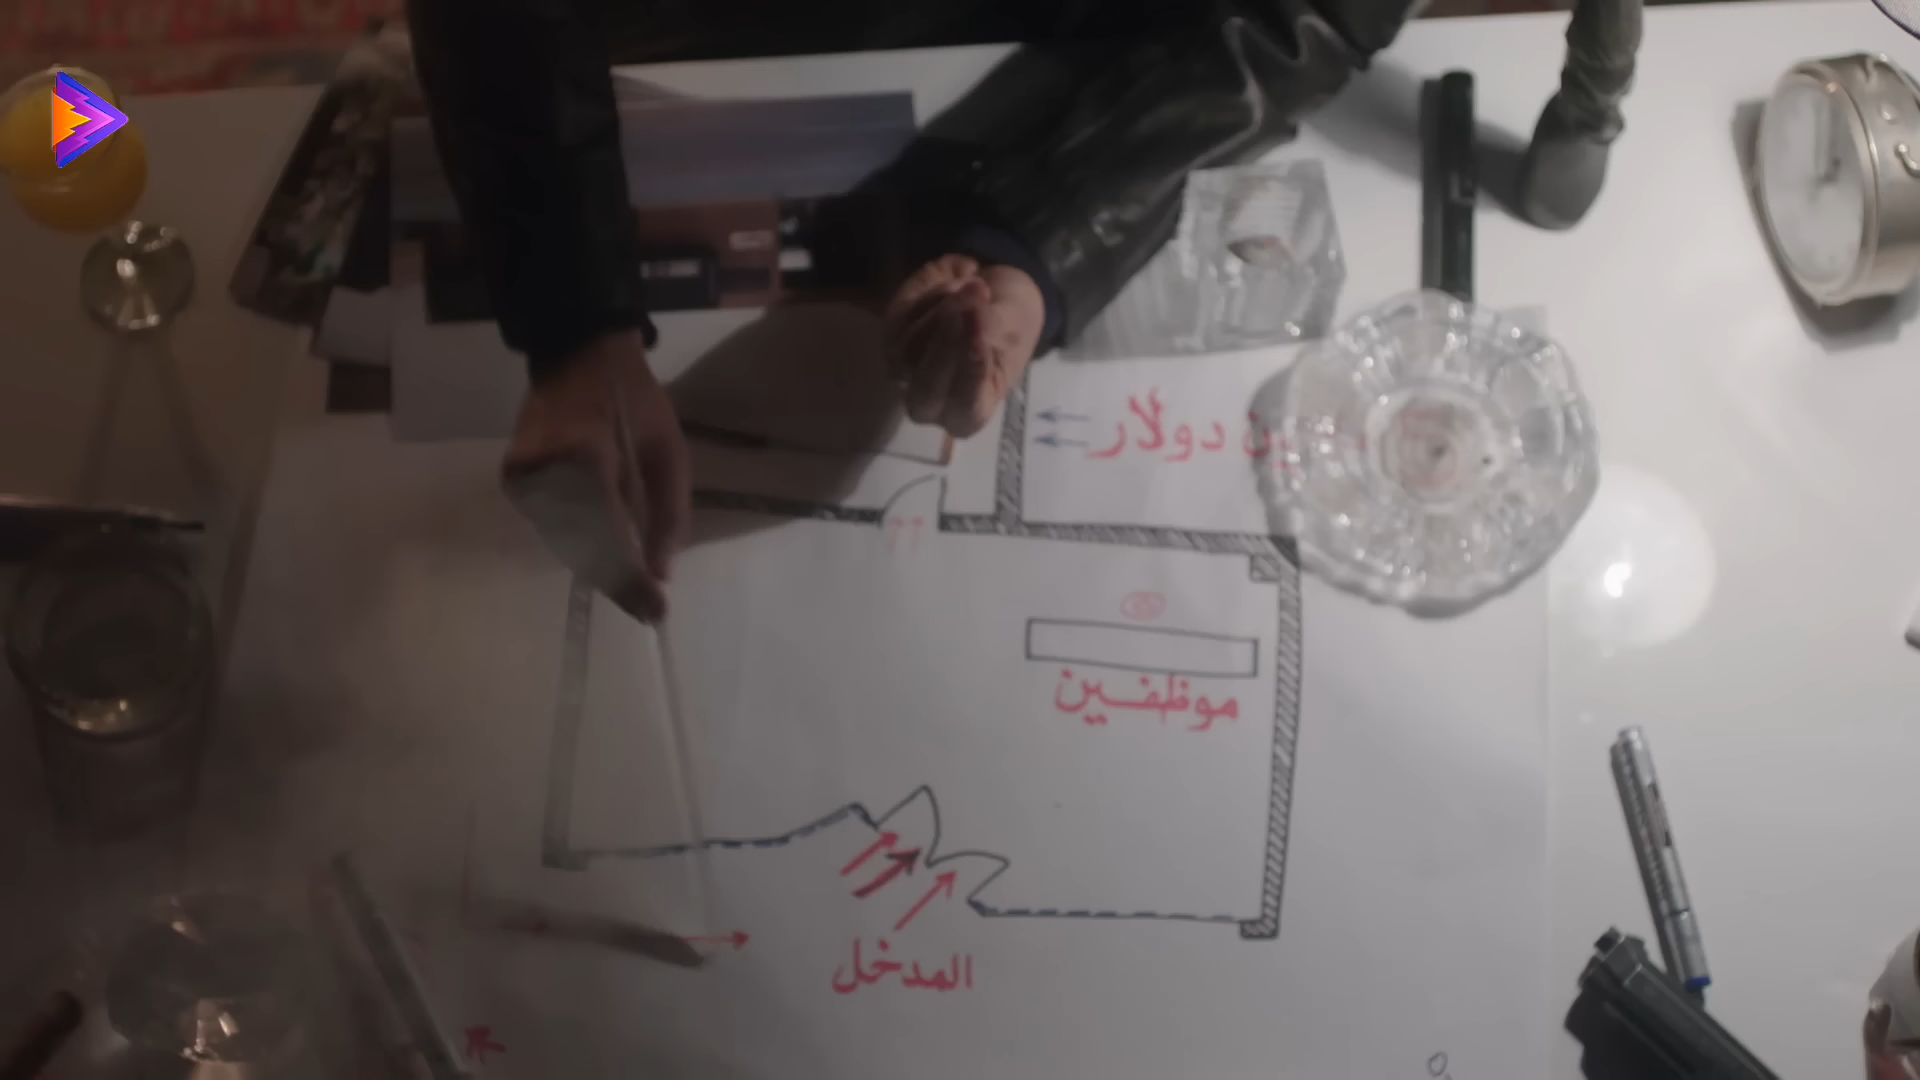 دولار
موظفين
المدخل